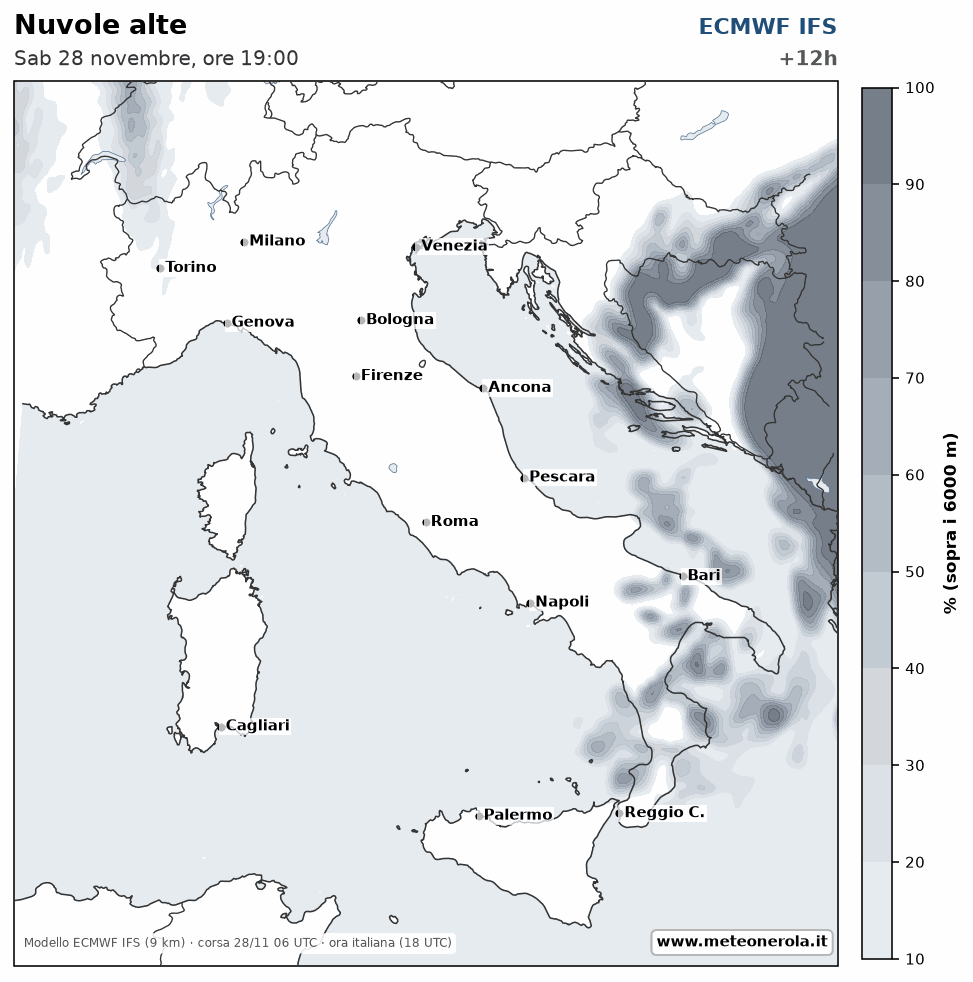 Nuvole alte
ECMWF IFS
Sab 28 novembre, ore 19:00
+12h
100
90
80
70
60
50
40
30
20
10
% (sopra i 6000 m)
Milano
Venezia
Torino
Genova
Bologna
Firenze
Ancona
Pescara
Roma
Bari
Napoli
Cagliari
Palermo
Reggio C.
Modello ECMWF IFS (9 km) · corsa 28/11 06 UTC · ora italiana (18 UTC)
www.meteonerola.it